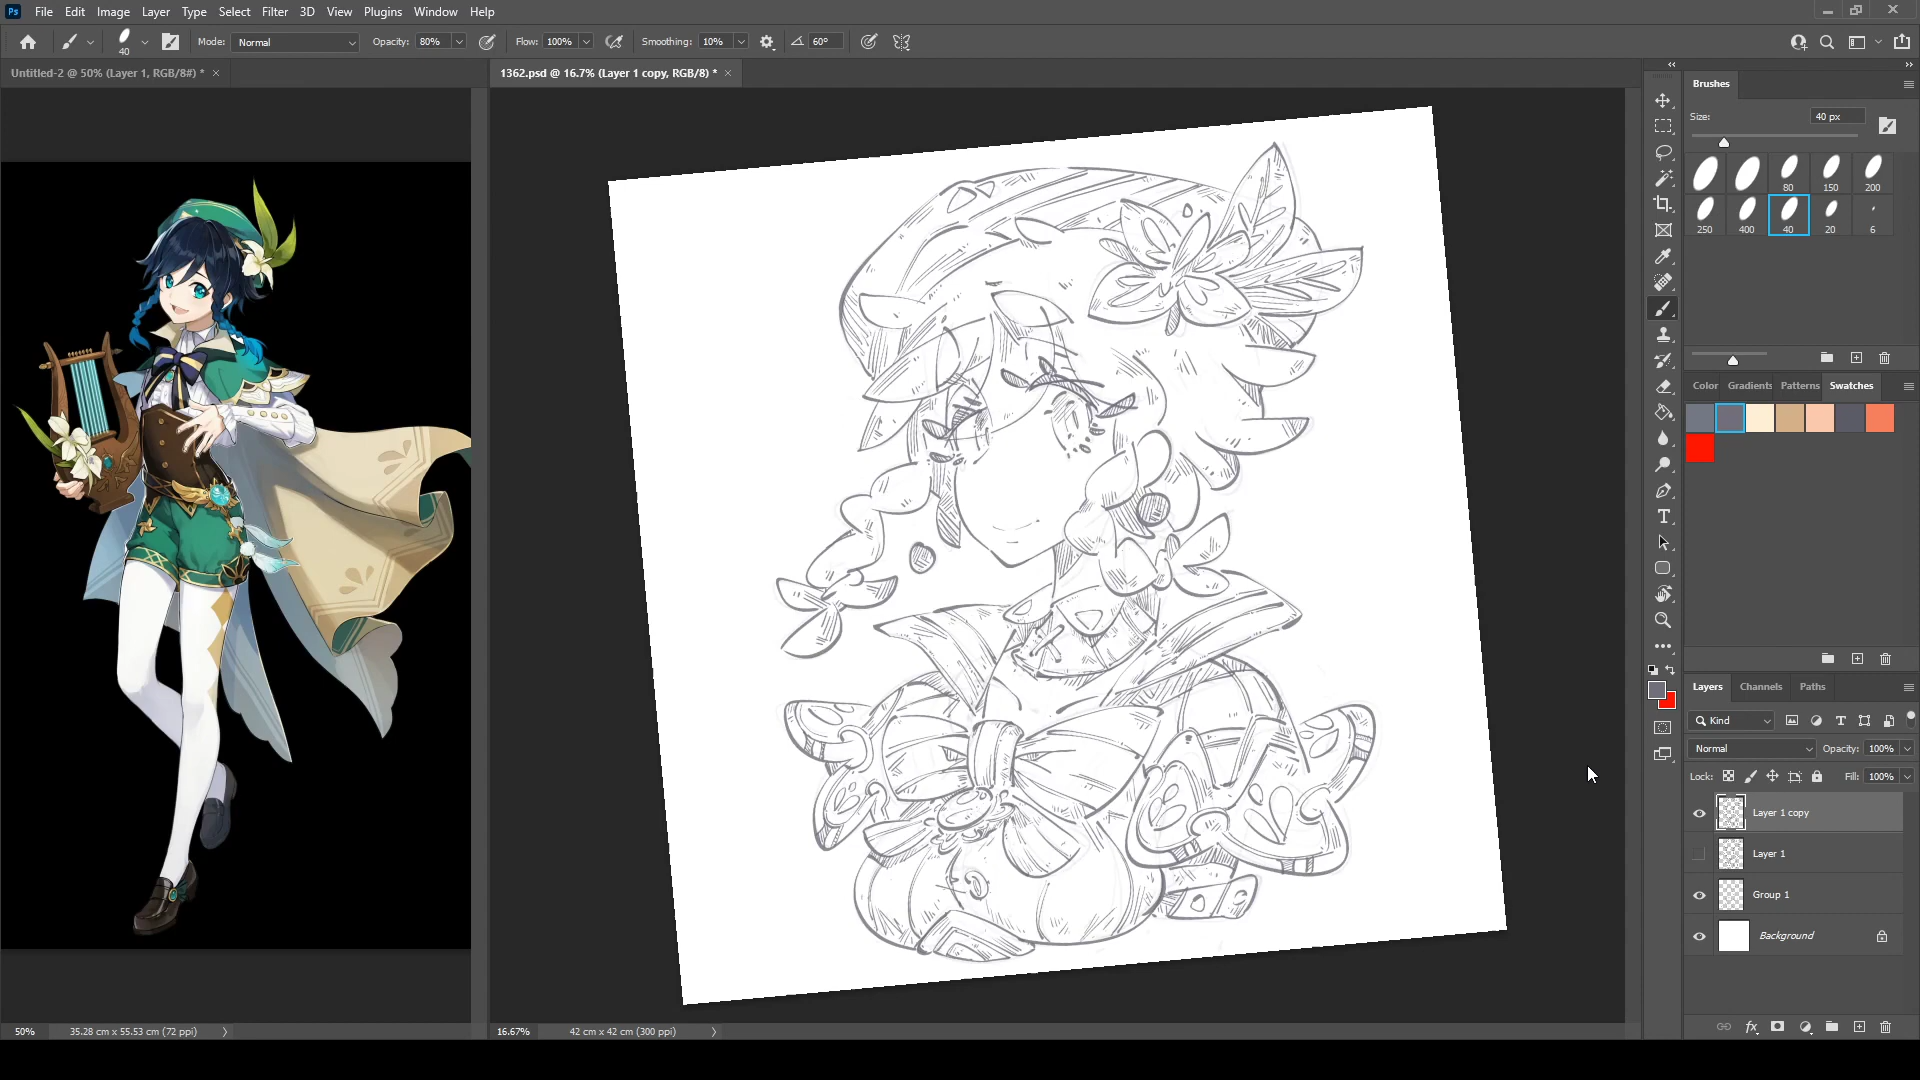 Ps File Edit Image Layer Type Select Filter 3D View Plugins Window Help
40 Mode: Normal Opacity: 80% Flow: 100% Smoothing: 10% 60°
Untitled-2 @ 50% (Layer 1, RGB/8#) * × 1362.psd @ 16.7% (Layer 1 copy, RGB/8) * ×
Brushes
Size: 40 px
80 150 200
250 400 40 20 6
Color Gradients Patterns Swatches
Layers Channels Paths
Kind
Normal Opacity: 100%
Lock: Fill: 100%
Layer 1 copy
Layer 1
Group 1
Background
50% 35.28 cm x 55.53 cm (72 ppi) 16.67% 42 cm x 42 cm (300 ppi)